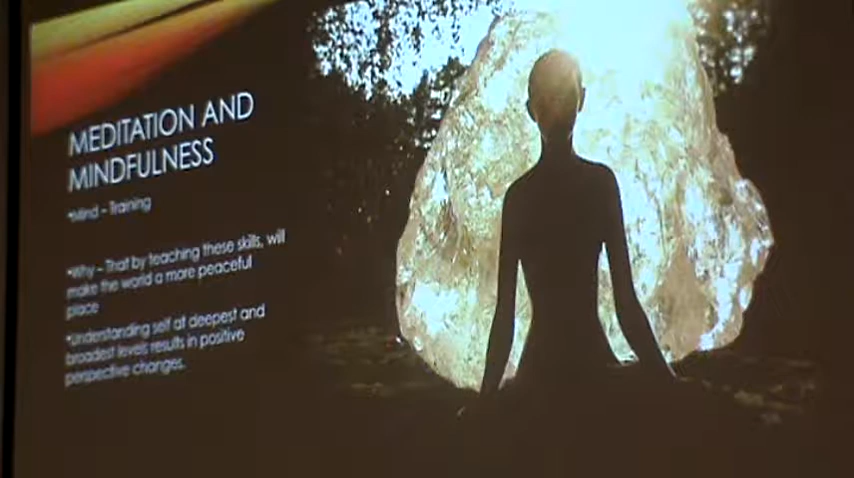 MEDITATION AND
MINDFULNESS
•Mind – Training
•Why – That by teaching these skills, will
make the world a more peaceful
place
•Understanding self at deepest and
broadest levels results in positive
perspective changes.